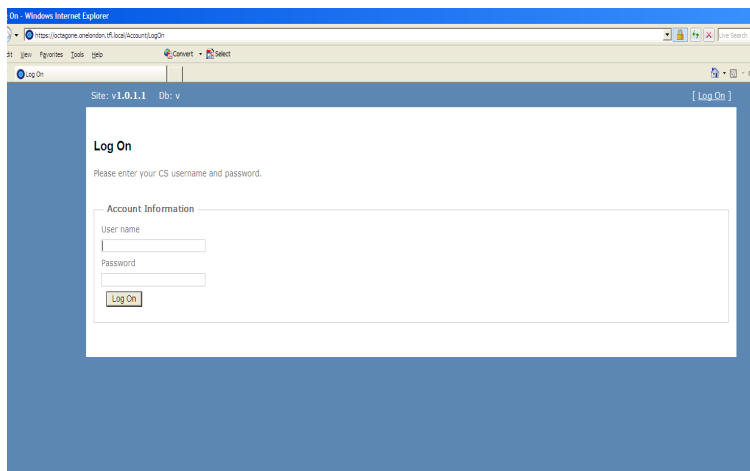 On - Windows Internet Explorer
https://octagone.onelondon.tfl.local/Account/LogOn
Live Search
dit View Favorites Tools Help Convert Select
Log On
Site: v1.0.1.1 Db: v [ Log On ]
Log On
Please enter your CS username and password.
Account Information
User name
Password
Log On